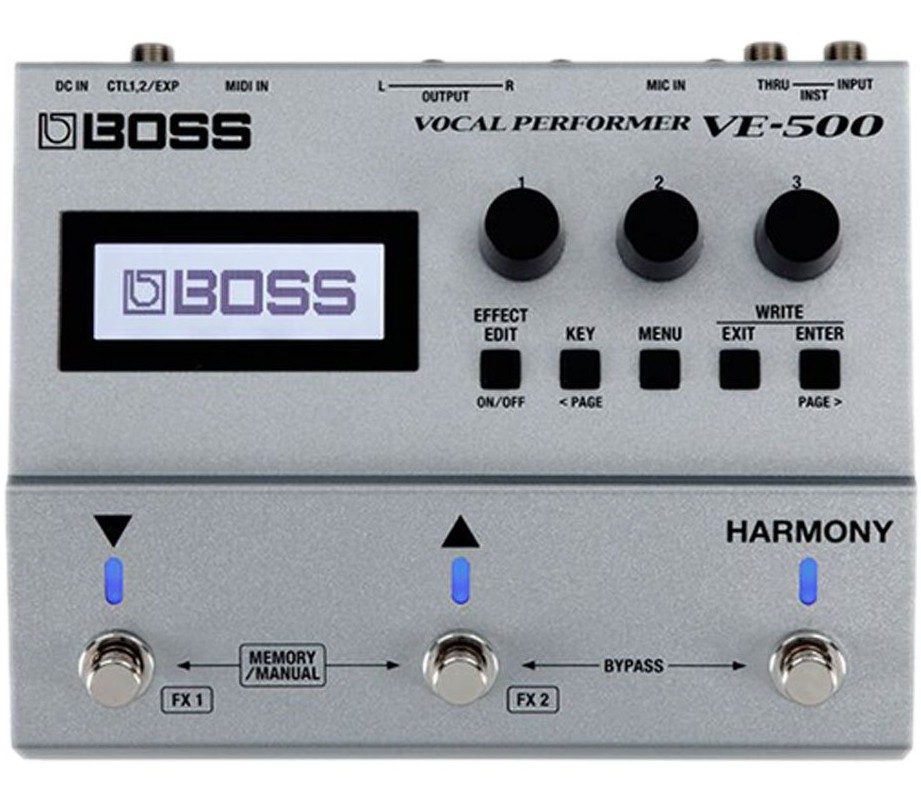 DC IN CTL1,2/EXP MIDI IN L R MIC IN THRU INPUT
OUTPUT INST
BOSS VOCAL PERFORMER VE-500
1 2 3
BOSS
WRITE
EFFECT
EDIT KEY MENU EXIT ENTER
ON/OFF < PAGE PAGE >
▼ ▲ HARMONY
MEMORY
/MANUAL BYPASS
FX 1 FX 2